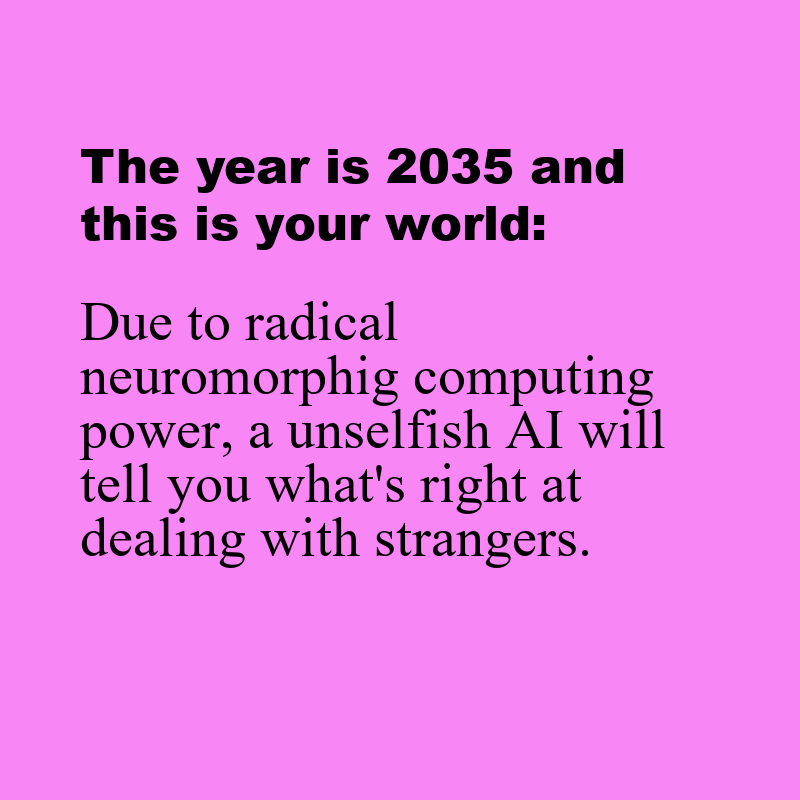 The year is 2035 and
this is your world:
Due to radical
neuromorphig computing
power, a unselfish AI will
tell you what's right at
dealing with strangers.